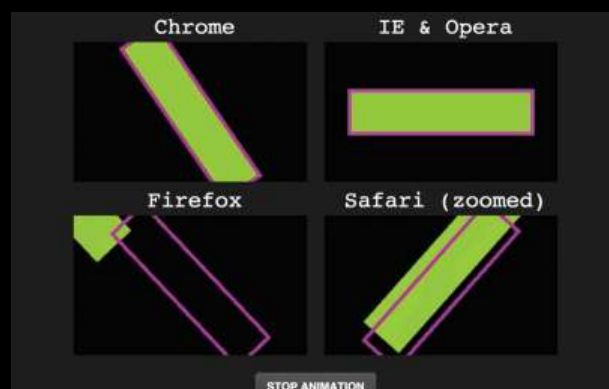 Chrome
IE & Opera
Firefox
Safari (zoomed)
STOP ANIMATION